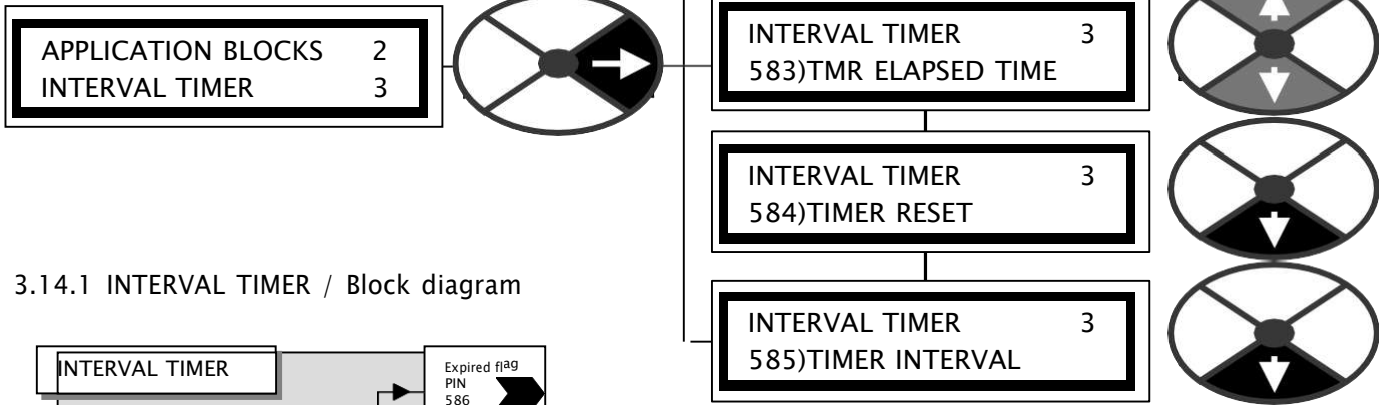 APPLICATION BLOCKS 2
INTERVAL TIMER 3
INTERVAL TIMER 3
583)TMR ELAPSED TIME
INTERVAL TIMER 3
584)TIMER RESET
INTERVAL TIMER 3
585)TIMER INTERVAL
3.14.1 INTERVAL TIMER / Block diagram
INTERVAL TIMER
Expired flag
PIN
586